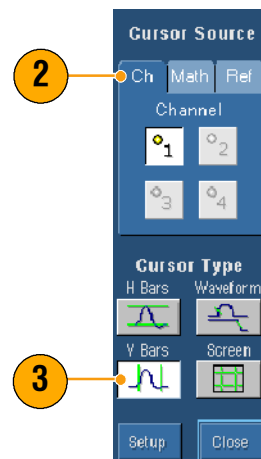 Cursor Source
2
Ch Math Ref
Channel
1 2
3 4
Cursor Type
H Bars Waveform
V Bars Screen
3
Setup Close